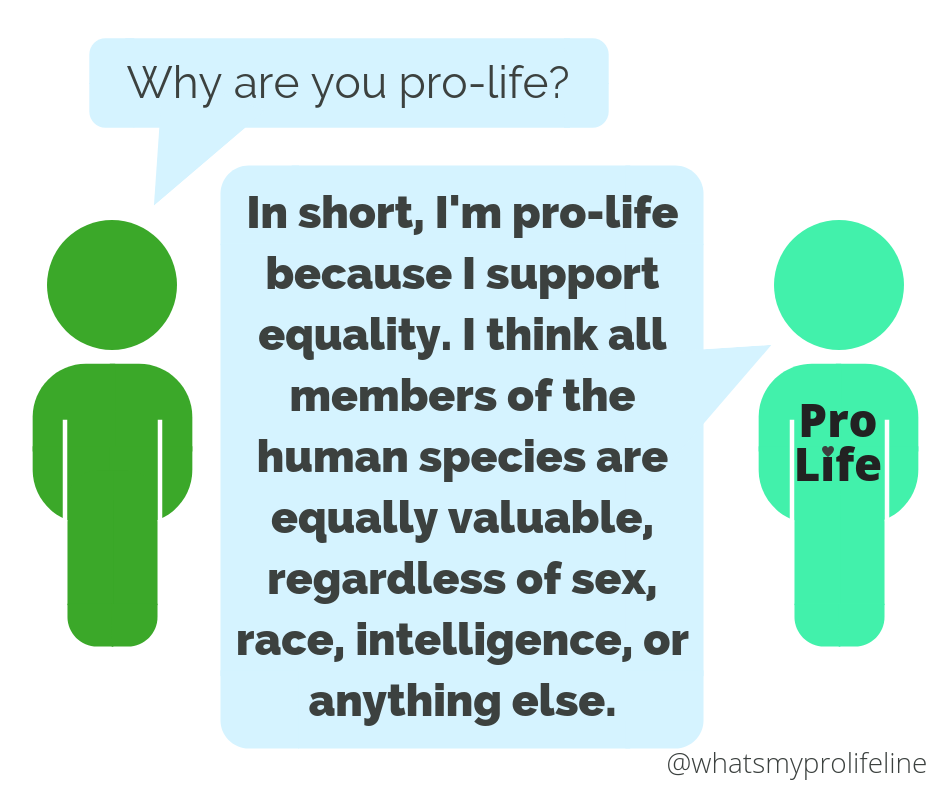 Why are you pro-life?
In short, I'm pro-life
because I support
equality. I think all
members of the
human species are
equally valuable,
regardless of sex,
race, intelligence, or
anything else.
Pro
Life
@whatsmyprolifeline